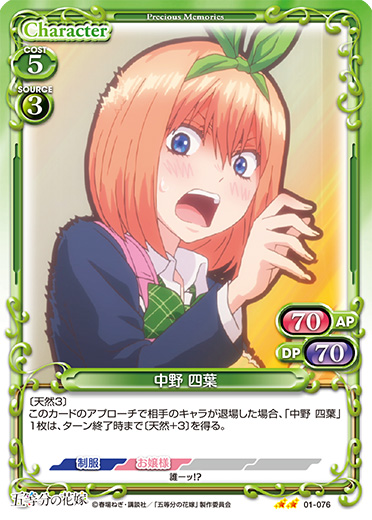 Precious Memories
Character
COST
5
SOURCE
3
70 AP
DP 70
中野 四葉
〔天然3〕
このカードのアプローチで相手のキャラが退場した場合、「中野 四葉」
1枚は、ターン終了時まで〔天然+3〕を得る。
制服 お嬢様
誰ーッ!?
五等分の花嫁
©春場ねぎ・講談社／「五等分の花嫁」製作委員会
01-076